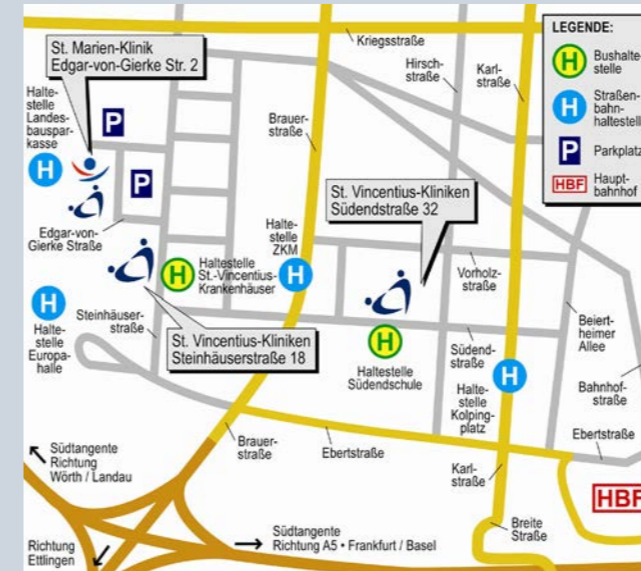 St. Marien-Klinik
Edgar-von-Gierke Str. 2
Kriegsstraße
LEGENDE:
H
Bushalte-
stelle
H
Straßen-
bahn-
haltestelle
P
Parkplatz
HBF
Haupt-
bahnhof
Hirsch-
straße
Karl-
straße
Halte-
stelle
Landes-
bauspar-
kasse
H
P
P
Brauer-
straße
St. Vincentius-Kliniken
Südendstraße 32
Edgar-von-
Gierke Straße
Halte-
stelle
ZKM
H
H
Haltestelle
St.-Vincentius-
Krankenhäuser
Vorholz-
straße
H
Halte-
stelle
Europa-
halle
Steinhäuser-
straße
St. Vincentius-Kliniken
Steinhäuserstraße 18
H
Haltestelle
Südendschule
Südend-
straße
H
Halte-
stelle
Kolping-
platz
Beiert-
heimer
Allee
Bahnhof-
straße
Ebertstraße
Brauer-
straße
Ebertstraße
Karl-
straße
HBF
Breite
Straße
Südtangente
Richtung
Wörth / Landau
Südtangente
Richtung A5 • Frankfurt / Basel
Richtung
Ettlingen